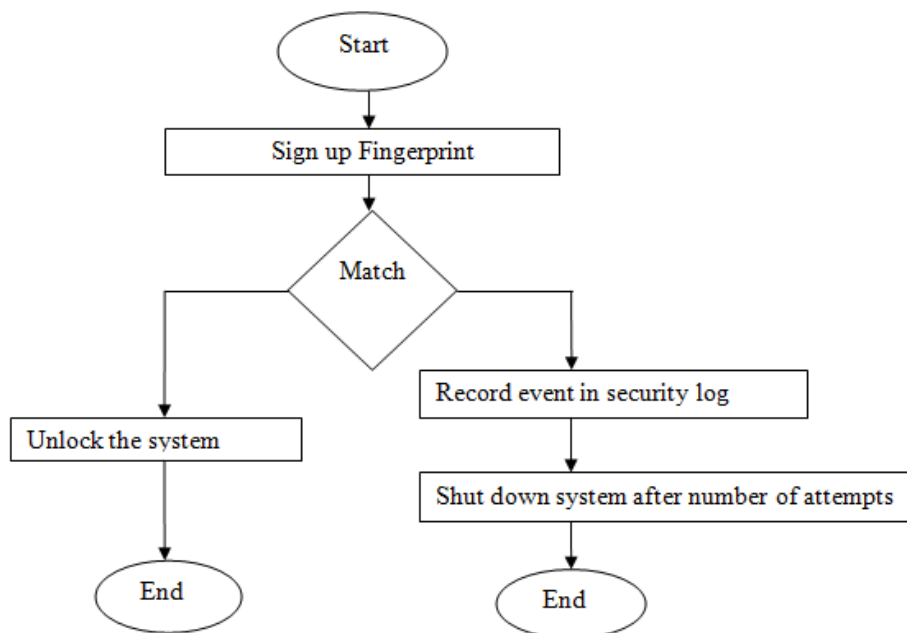 Start
Sign up Fingerprint
Match
Record event in security log
Unlock the system
Shut down system after number of attempts
End
End